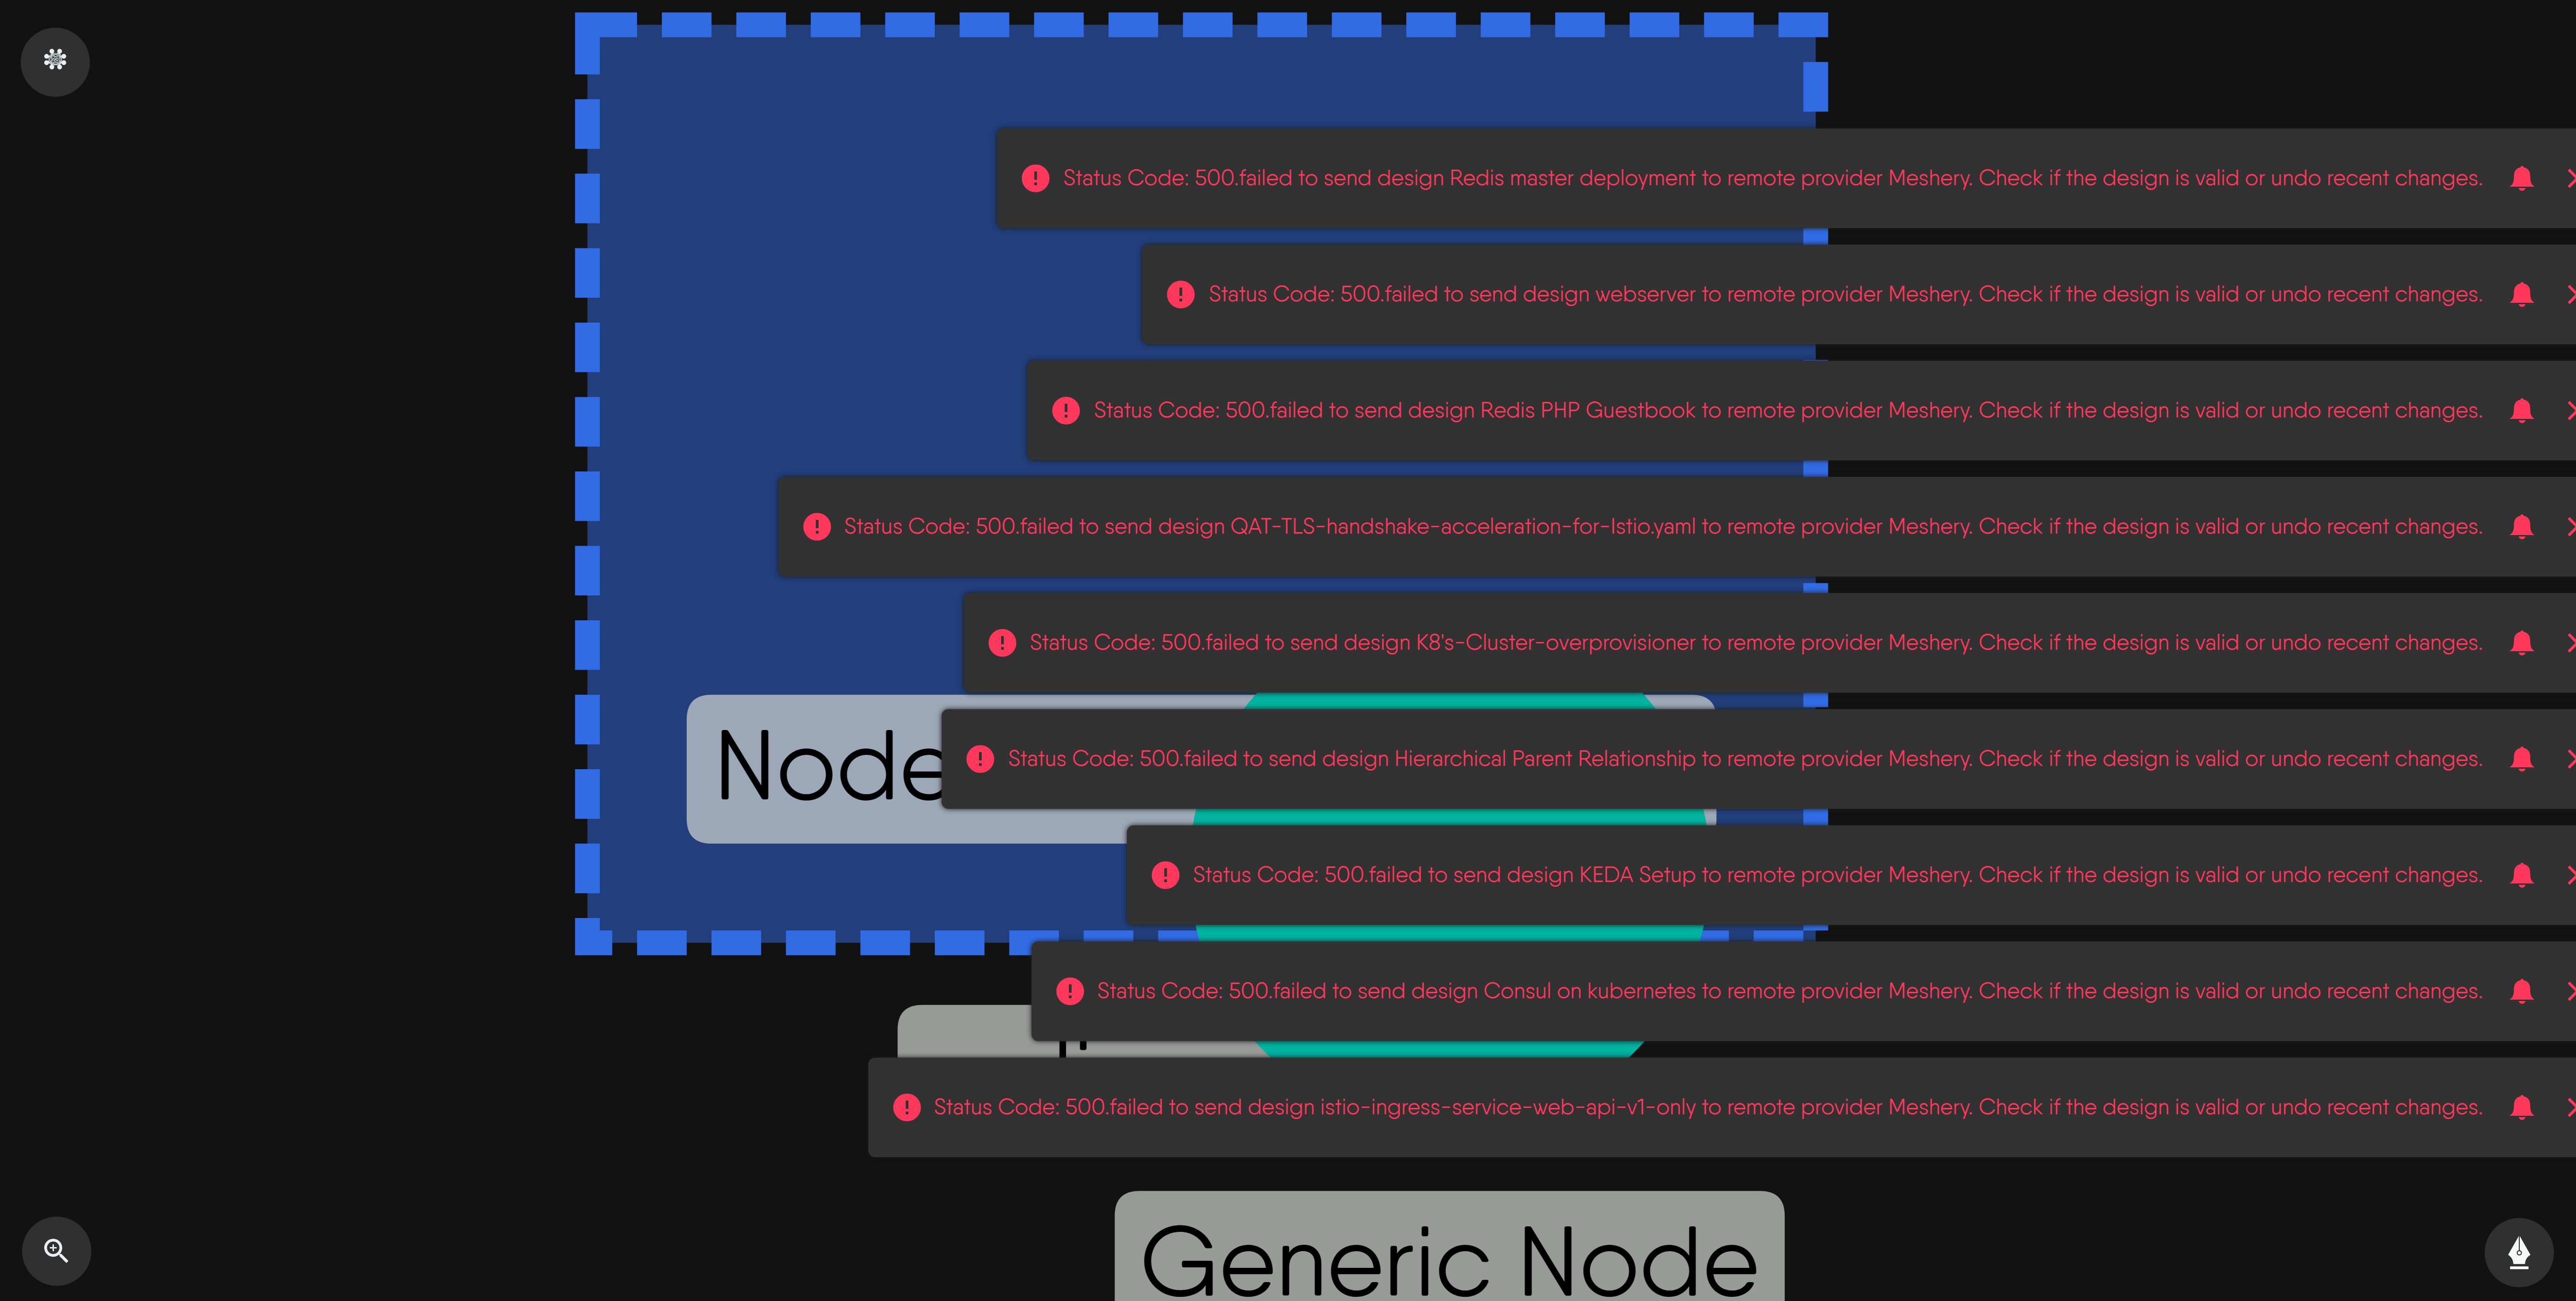 Status Code: 500.failed to send design Redis master deployment to remote provider Meshery. Check if the design is valid or undo recent changes.
Status Code: 500.failed to send design webserver to remote provider Meshery. Check if the design is valid or undo recent changes.
Status Code: 500.failed to send design Redis PHP Guestbook to remote provider Meshery. Check if the design is valid or undo recent changes.
Status Code: 500.failed to send design QAT-TLS-handshake-acceleration-for-Istio.yaml to remote provider Meshery. Check if the design is valid or undo recent changes.
Status Code: 500.failed to send design K8's-Cluster-overprovisioner to remote provider Meshery. Check if the design is valid or undo recent changes.
Node
Status Code: 500.failed to send design Hierarchical Parent Relationship to remote provider Meshery. Check if the design is valid or undo recent changes.
Status Code: 500.failed to send design KEDA Setup to remote provider Meshery. Check if the design is valid or undo recent changes.
Status Code: 500.failed to send design Consul on kubernetes to remote provider Meshery. Check if the design is valid or undo recent changes.
Status Code: 500.failed to send design istio-ingress-service-web-api-v1-only to remote provider Meshery. Check if the design is valid or undo recent changes.
Generic Node